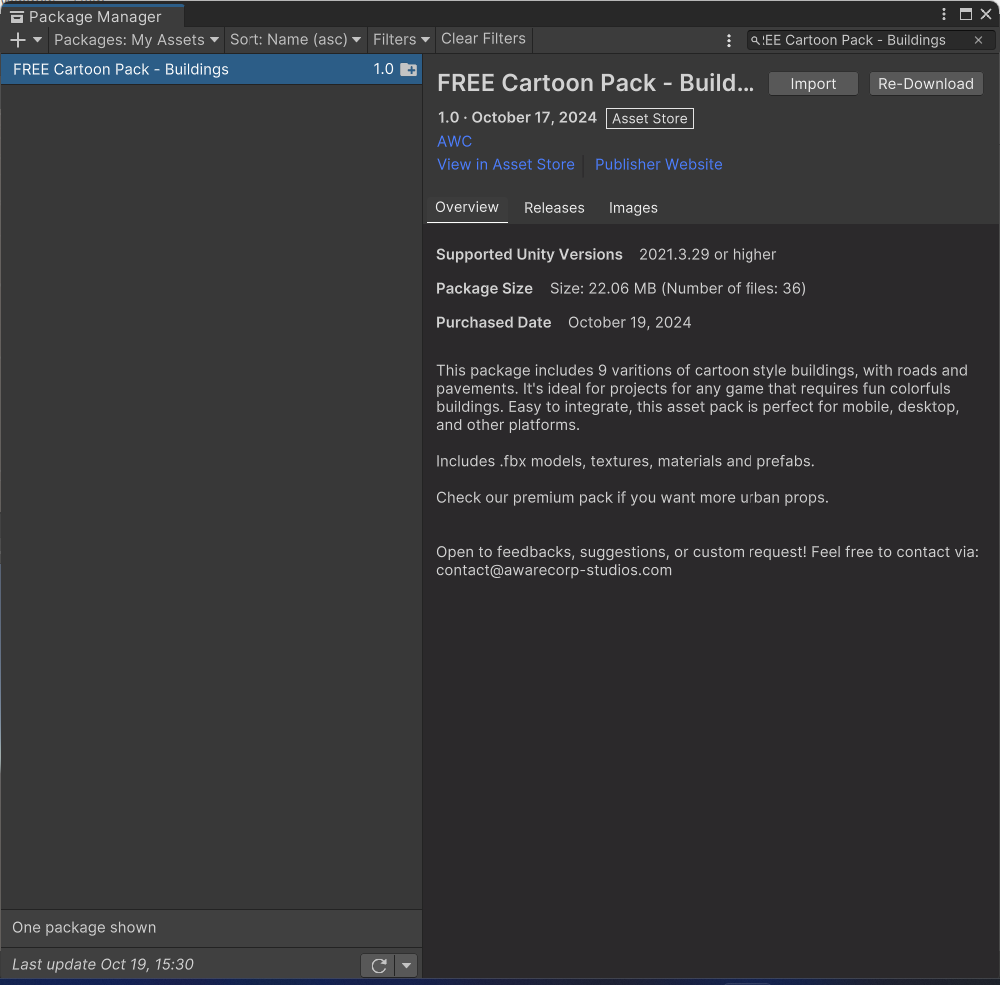 Package Manager
Packages: My Assets Sort: Name (asc) Filters Clear Filters EE Cartoon Pack - Buildings
FREE Cartoon Pack - Buildings 1.0
FREE Cartoon Pack - Build... Import Re-Download
1.0 · October 17, 2024 Asset Store
AWC
View in Asset Store Publisher Website
Overview Releases Images
Supported Unity Versions 2021.3.29 or higher
Package Size Size: 22.06 MB (Number of files: 36)
Purchased Date October 19, 2024
This package includes 9 varitions of cartoon style buildings, with roads and
pavements. It's ideal for projects for any game that requires fun colorfuls
buildings. Easy to integrate, this asset pack is perfect for mobile, desktop,
and other platforms.
Includes .fbx models, textures, materials and prefabs.
Check our premium pack if you want more urban props.
Open to feedbacks, suggestions, or custom request! Feel free to contact via:
contact@awarecorp-studios.com
One package shown
Last update Oct 19, 15:30